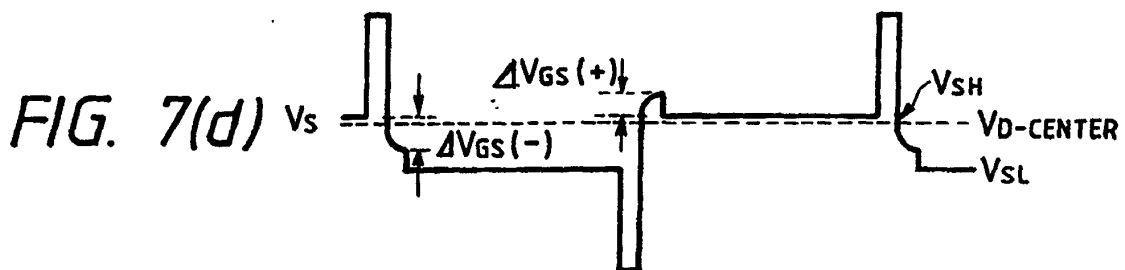 FIG. 7(d)
VS
ΔVGS(-)
ΔVGS(+)
VSH
VD-CENTER
VSL